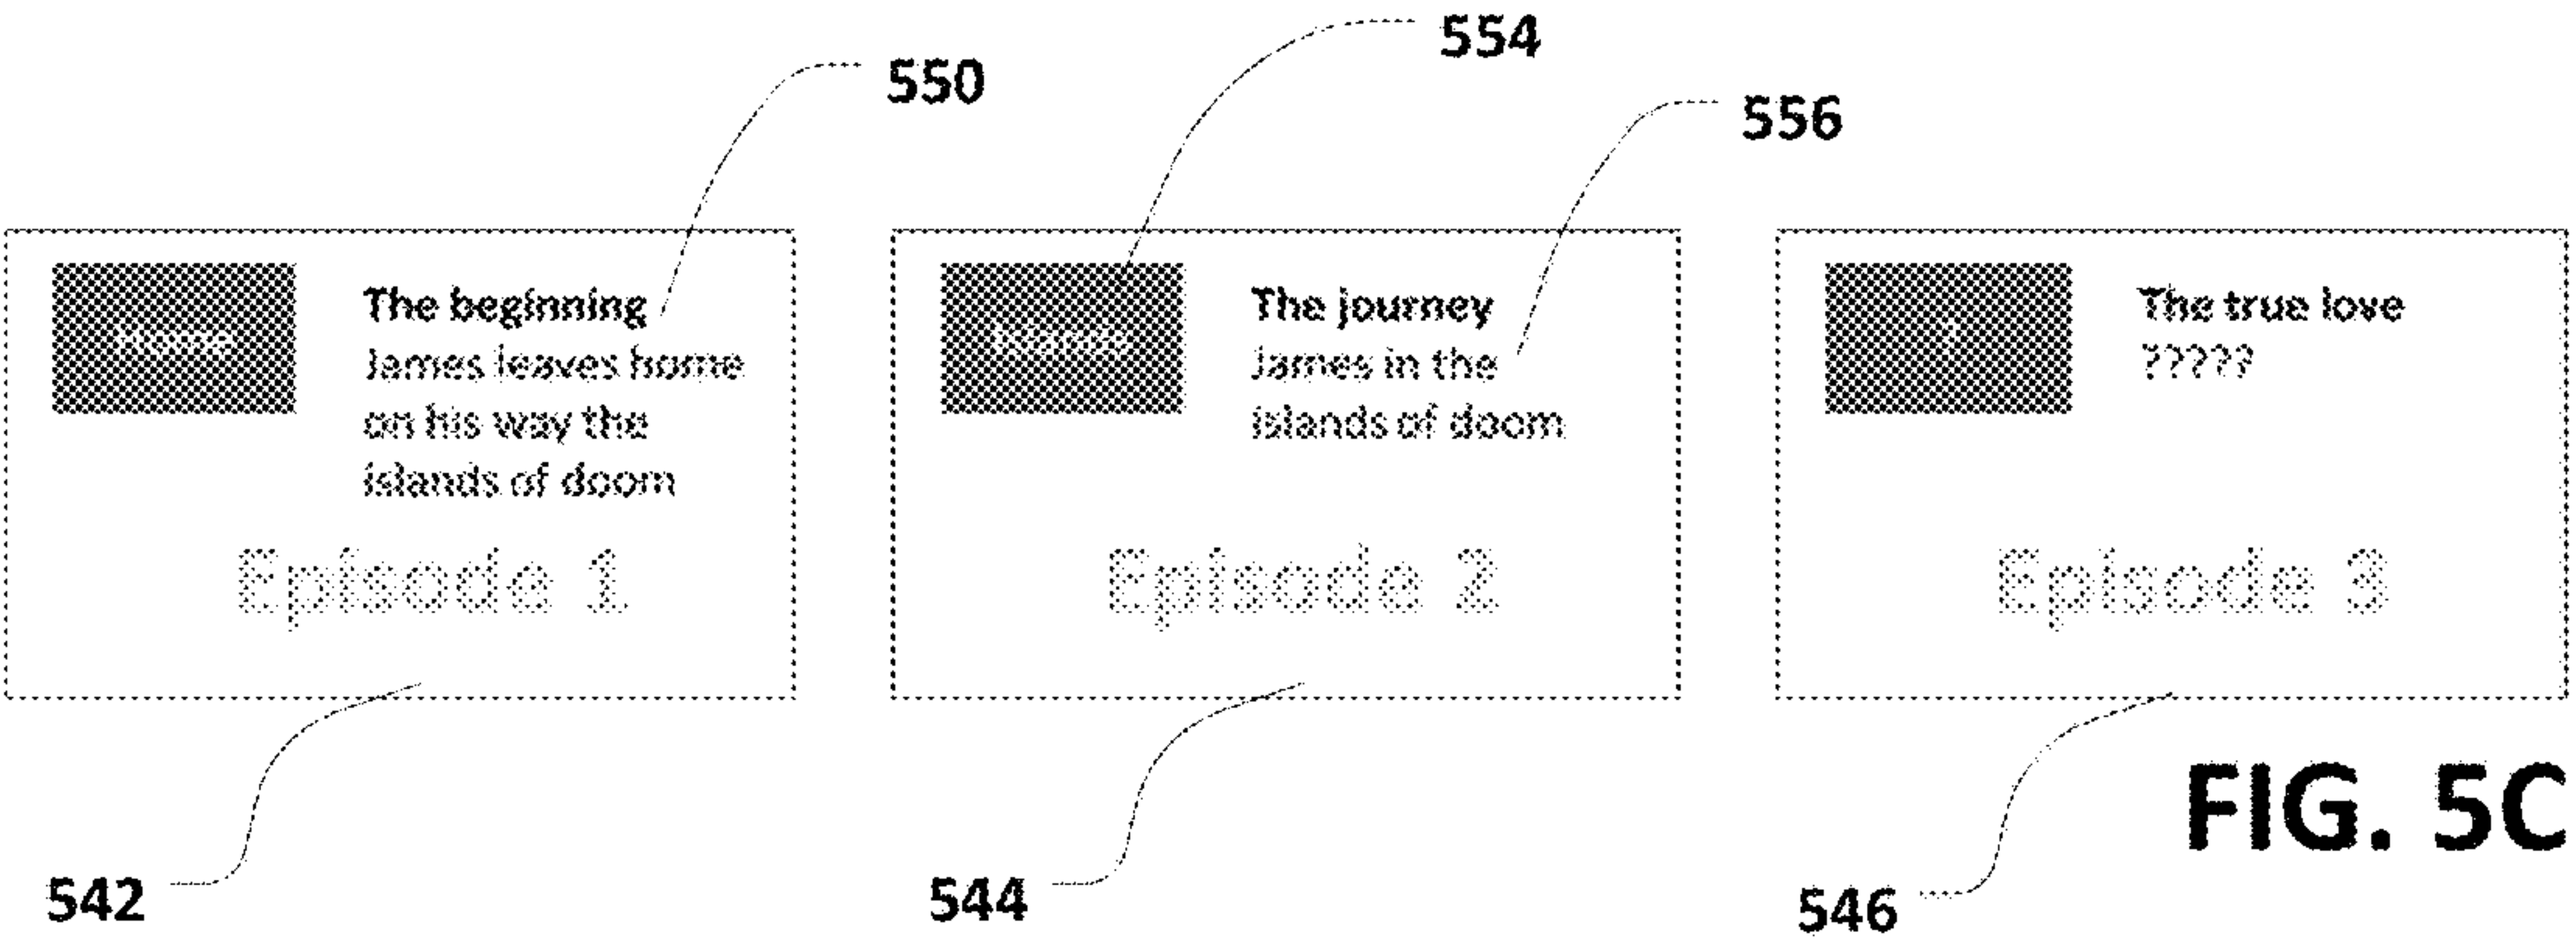 554
550
556
The beginning
James leaves home
on his way the
islands of doom
Episode 1
The journey
James in the
islands of doom
Episode 2
?
The true love
?????
Episode 3
FIG. 5C
542
544
546